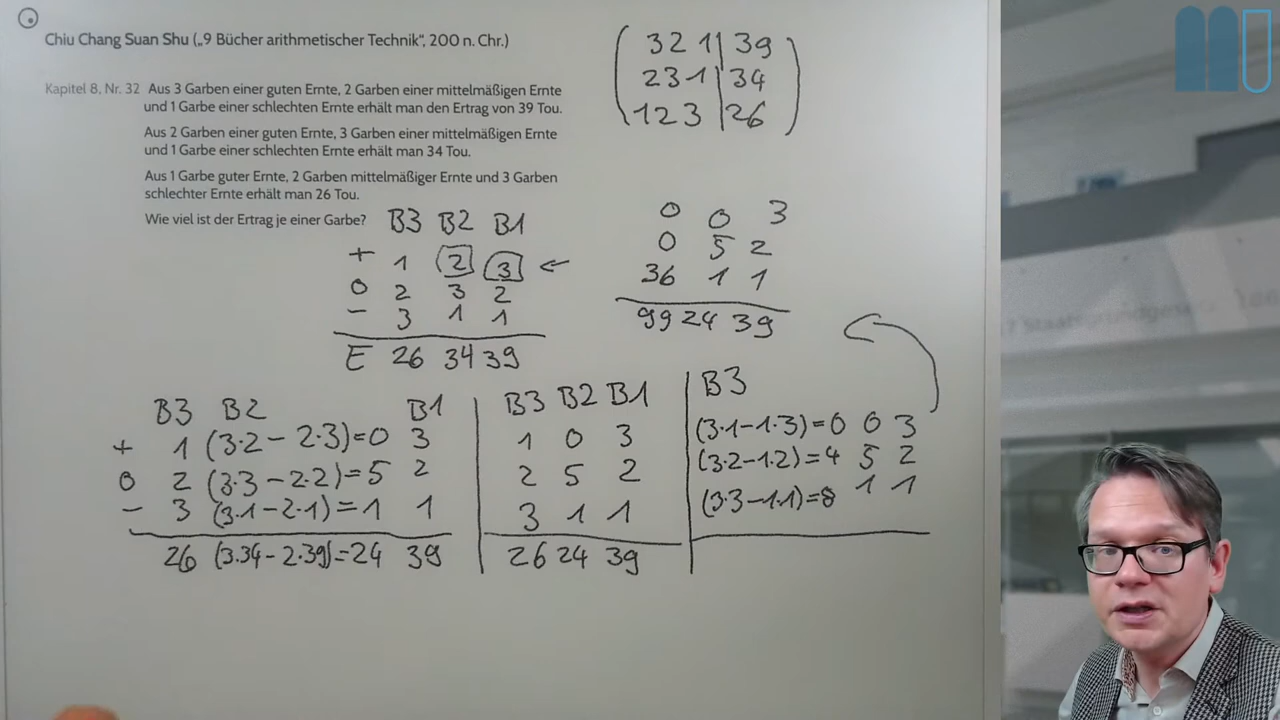 Chiu Chang Suan Shu („9 Bücher arithmetischer Technik“, 200 n. Chr.)
Kapitel 8, Nr. 32 Aus 3 Garben einer guten Ernte, 2 Garben einer mittelmäßigen Ernte
und 1 Garbe einer schlechten Ernte erhält man den Ertrag von 39 Tou.
Aus 2 Garben einer guten Ernte, 3 Garben einer mittelmäßigen Ernte
und 1 Garbe einer schlechten Ernte erhält man 34 Tou.
Aus 1 Garbe guter Ernte, 2 Garben mittelmäßiger Ernte und 3 Garben
schlechter Ernte erhält man 26 Tou.
Wie viel ist der Ertrag je einer Garbe?
3 2 1 | 39
2 3 1 | 34
1 2 3 | 26
B3 B2 B1
+ 1 2 3 ←
0 2 3 2
− 3 1 1
E 26 34 39
0 0 3
0 5 2
36 1 1
99 24 39
B3 B2 B1
+ 1 (3·2 − 2·3)=0 3
0 2 (3·3 − 2·2)=5 2
− 3 (3·1 − 2·1)=1 1
26 (3·34 − 2·39)=24 39
B3 B2 B1
1 0 3
2 5 2
3 1 1
26 24 39
B3
(3·1−1·3)=0 0 3
(3·2−1·2)=4 5 2
(3·3−1·1)=8 1 1